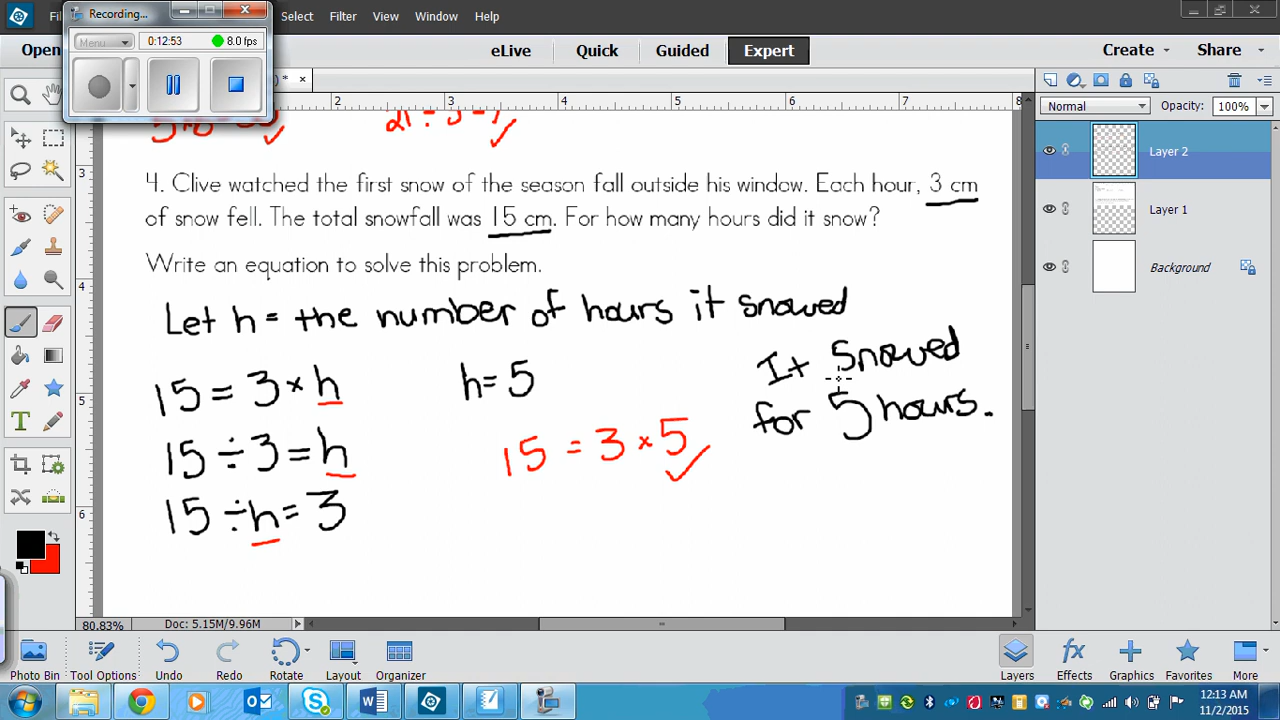 Recording...
Select Filter View Window Help
Menu 0:12:53 8.0 fps
Open eLive Quick Guided Expert Create Share
Normal Opacity: 100%
2 3 4 5 6 7 8
21 ÷ 3 = 7
4. Clive watched the first snow of the season fall outside his window. Each hour, 3 cm
of snow fell. The total snowfall was 15 cm. For how many hours did it snow?
Write an equation to solve this problem.
Let h = the number of hours it snowed
15 = 3 × h
15 ÷ 3 = h
15 ÷ h = 3
h = 5
15 = 3 × 5
It snowed
for 5 hours.
3
4
5
6
Layer 2
Layer 1
Background
80.83% Doc: 5.15M/9.96M
Photo Bin Tool Options Undo Redo Rotate Layout Organizer Layers Effects Graphics Favorites More
12:13 AM
11/2/2015